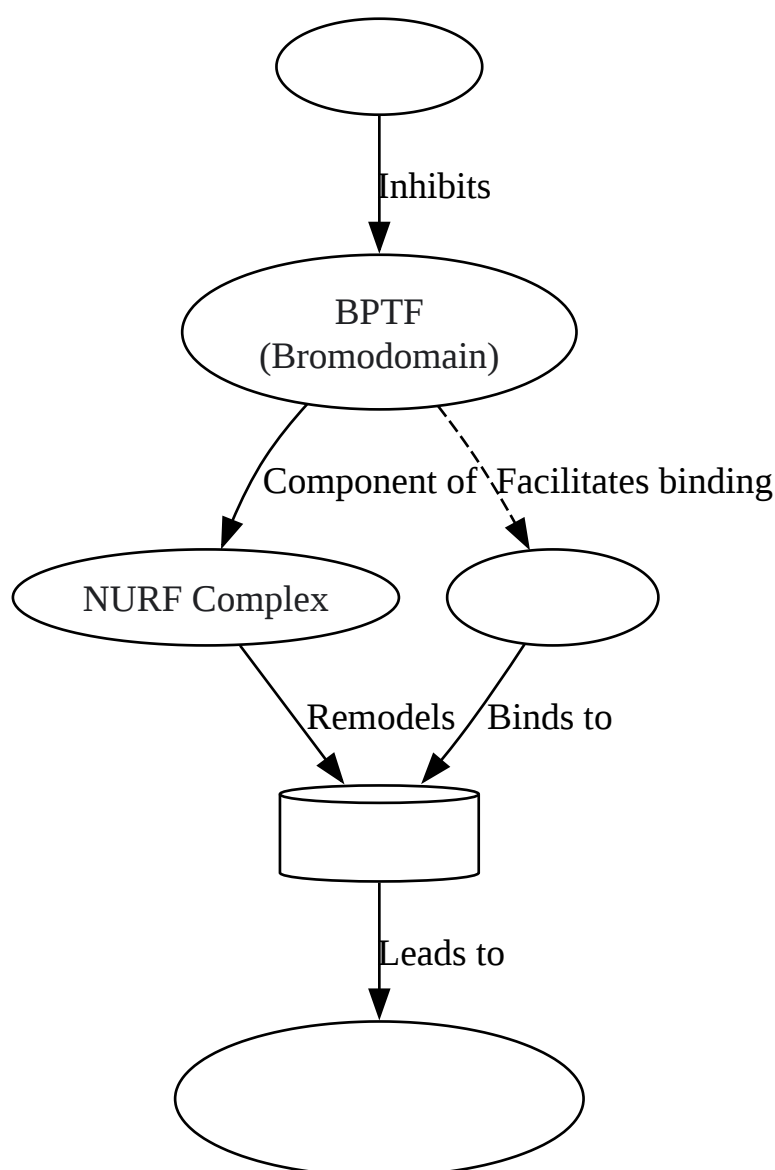 Inhibits
BPTF
(Bromodomain)
Component of
Facilitates binding
NURF Complex
Remodels
Binds to
Leads to